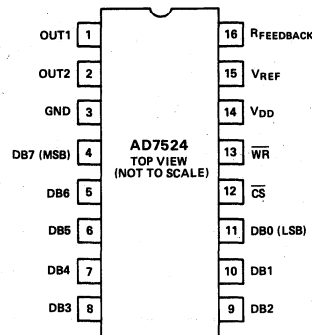 OUT1 1
OUT2 2
GND 3
DB7 (MSB) 4
DB6 5
DB5 6
DB4 7
DB3 8
AD7524
TOP VIEW
(NOT TO SCALE)
16 RFEEDBACK
15 VREF
14 VDD
13 WR
12 CS
11 DB0 (LSB)
10 DB1
9 DB2